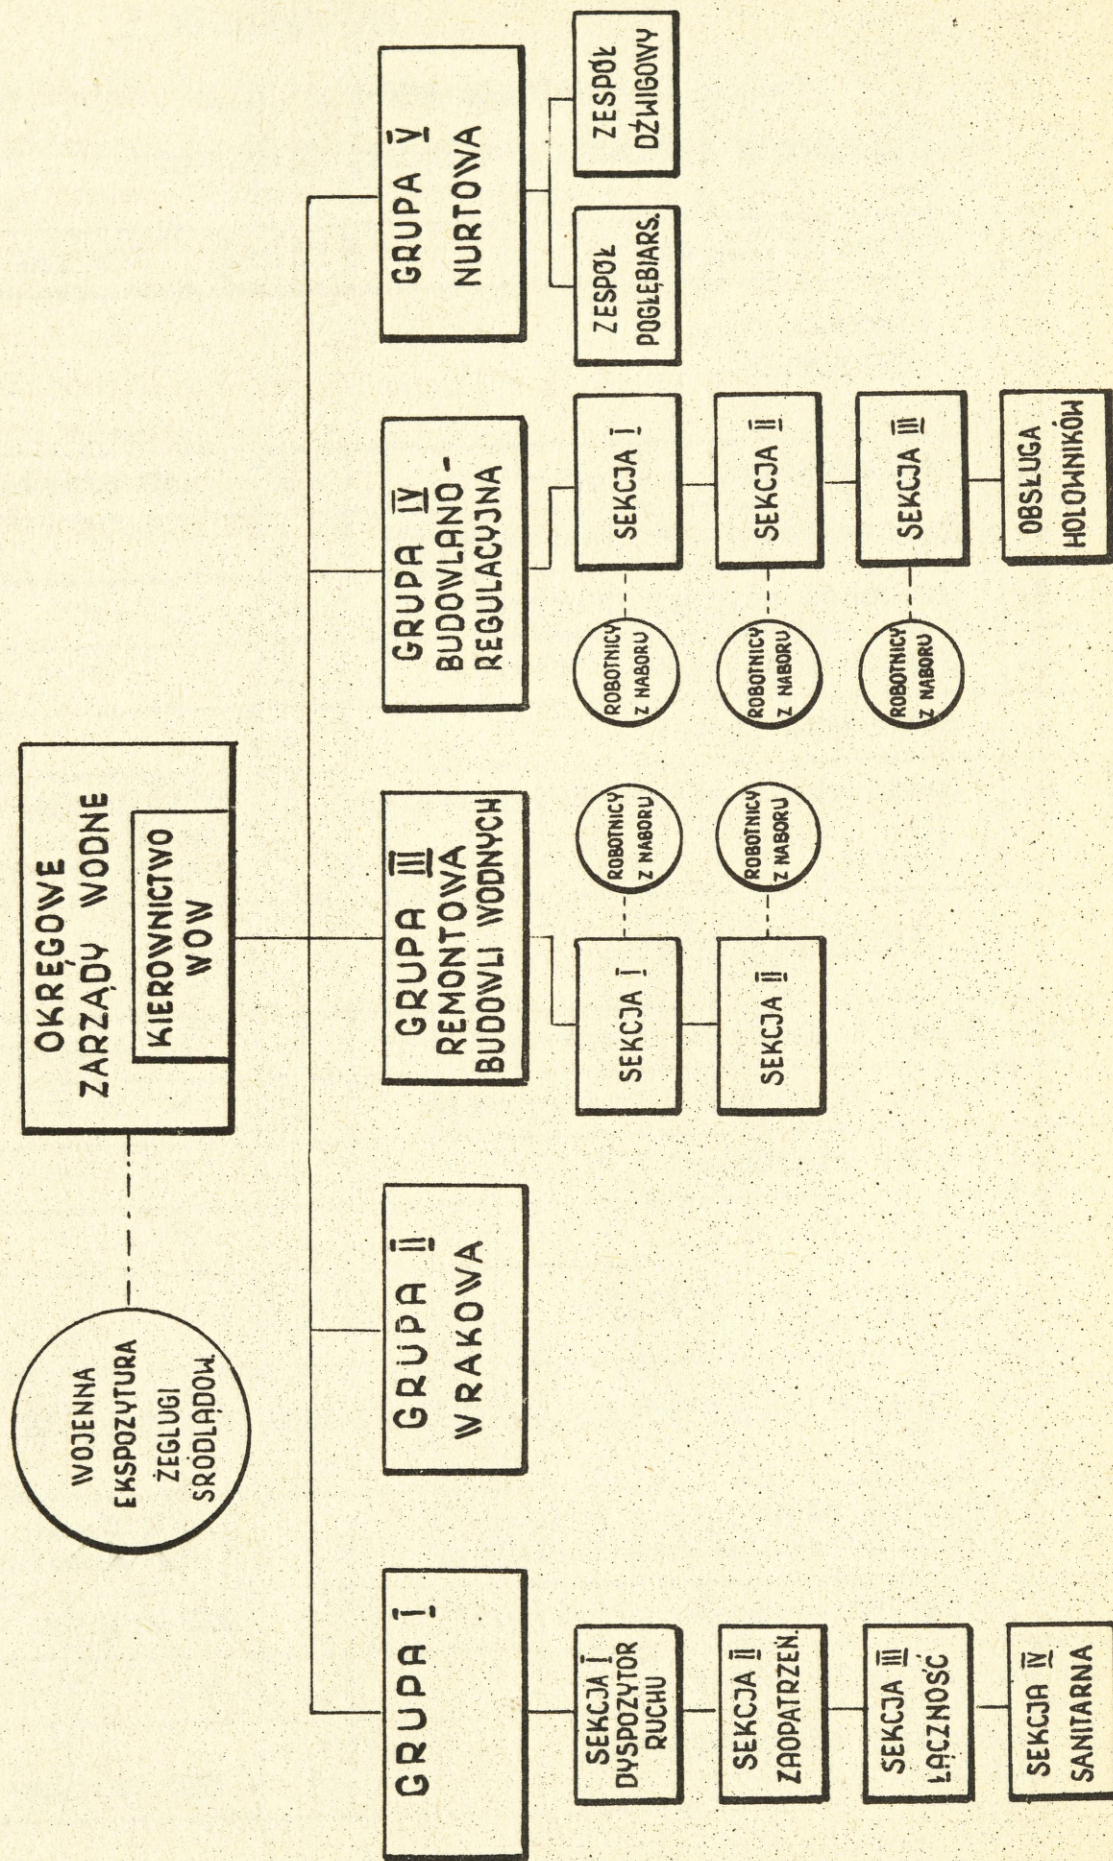 WOJENNA
EKSPOZYTURA
ŻEGLUGI
SRÓDLĄDOW.
OKRĘGOWE
ZARZĄDY WODNE
KIEROWNICTWO
WOW
GRUPA I
SEKCJA I
DYSPOZYTOR
RUCHU
SEKCJA II
ZAOPATRZEŃ.
SEKCJA III
ŁĄCZNOŚĆ
SEKCJA IV
SANITARNA
GRUPA II
WRAKOWA
GRUPA III
REMONTOWA
BUDOWLI WODNYCH
SEKCJA I
ROBOTNICY
Z NABORU
SEKCJA II
ROBOTNICY
Z NABORU
GRUPA IV
BUDOWLANO-
REGULACYJNA
ROBOTNICY
Z NABORU
SEKCJA I
ROBOTNICY
Z NABORU
SEKCJA II
ROBOTNICY
Z NABORU
SEKCJA III
OBSŁUGA
HOLOWNIKÓW
GRUPA V
NURTOWA
ZESPÓŁ
POGŁĘBIARS.
ZESPÓŁ
DŹWIGOWY